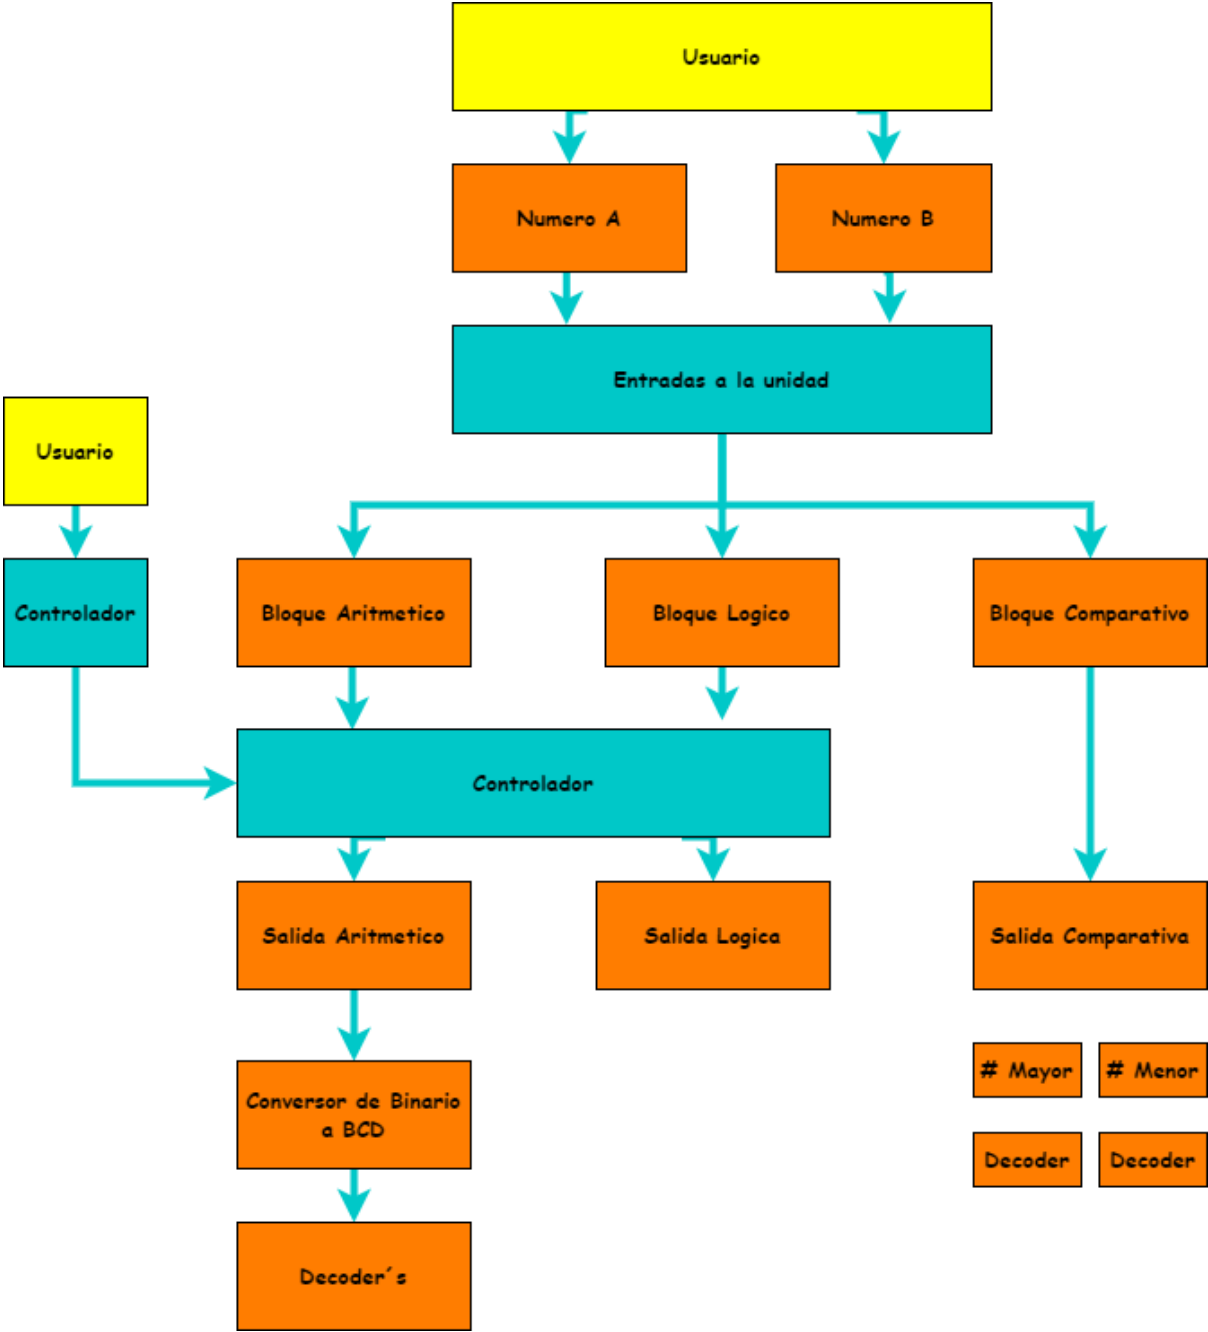 Usuario
Numero A
Numero B
Entradas a la unidad
Usuario
Controlador
Bloque Aritmetico
Bloque Logico
Bloque Comparativo
Controlador
Salida Aritmetico
Salida Logica
Salida Comparativa
Conversor de Binario
a BCD
# Mayor
# Menor
Decoder
Decoder
Decoder´s